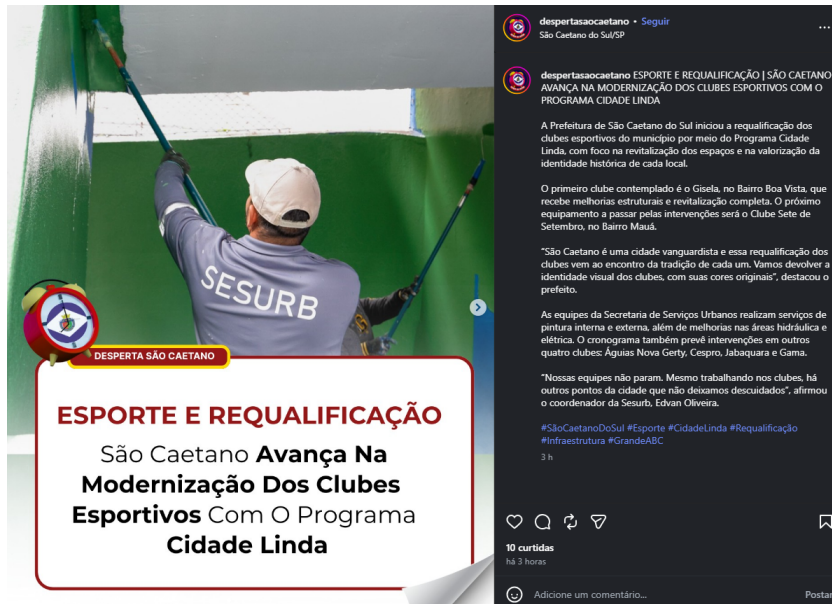 SESURB
DESPERTA SÃO CAETANO
ESPORTE E REQUALIFICAÇÃO
São Caetano Avança Na
Modernização Dos Clubes
Esportivos Com O Programa
Cidade Linda
despertasaocaetano • Seguir
São Caetano do Sul/SP
despertasaocaetano ESPORTE E REQUALIFICAÇÃO | SÃO CAETANO
AVANÇA NA MODERNIZAÇÃO DOS CLUBES ESPORTIVOS COM O
PROGRAMA CIDADE LINDA
A Prefeitura de São Caetano do Sul iniciou a requalificação dos
clubes esportivos do município por meio do Programa Cidade
Linda, com foco na revitalização dos espaços e na valorização da
identidade histórica de cada local.
O primeiro clube contemplado é o Gisela, no Bairro Boa Vista, que
recebe melhorias estruturais e revitalização completa. O próximo
equipamento a passar pelas intervenções será o Clube Sete de
Setembro, no Bairro Mauá.
“São Caetano é uma cidade vanguardista e essa requalificação dos
clubes vem ao encontro da tradição de cada um. Vamos devolver a
identidade visual dos clubes, com suas cores originais”, destacou o
prefeito.
As equipes da Secretaria de Serviços Urbanos realizam serviços de
pintura interna e externa, além de melhorias nas áreas hidráulica e
elétrica. O cronograma também prevê intervenções em outros
quatro clubes: Águias Nova Gerty, Cespro, Jabaquara e Gama.
“Nossas equipes não param. Mesmo trabalhando nos clubes, há
outros pontos da cidade que não deixamos descuidados”, afirmou
o coordenador da Sesurb, Edvan Oliveira.
#SãoCaetanoDoSul #Esporte #CidadeLinda #Requalificação
#Infraestrutura #GrandeABC
3 h
10 curtidas
há 3 horas
Adicione um comentário...
Postar